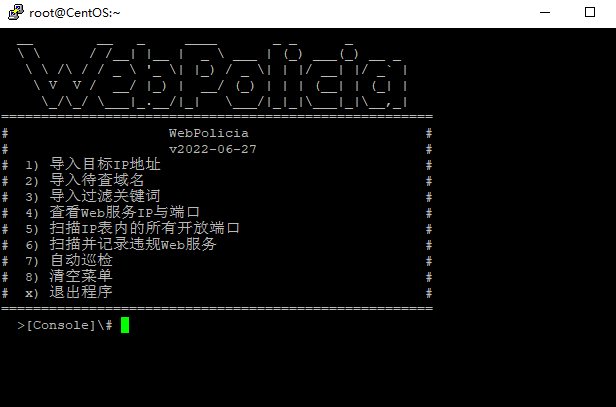 root@CentOS:~
WebPolicia
==================================================
# WebPolicia #
# v2022-06-27 #
# 1) 导入目标IP地址 #
# 2) 导入待查域名 #
# 3) 导入过滤关键词 #
# 4) 查看Web服务IP与端口 #
# 5) 扫描IP表内的所有开放端口 #
# 6) 扫描并记录违规Web服务 #
# 7) 自动巡检 #
# 8) 清空菜单 #
# x) 退出程序 #
==================================================
>[Console]\#